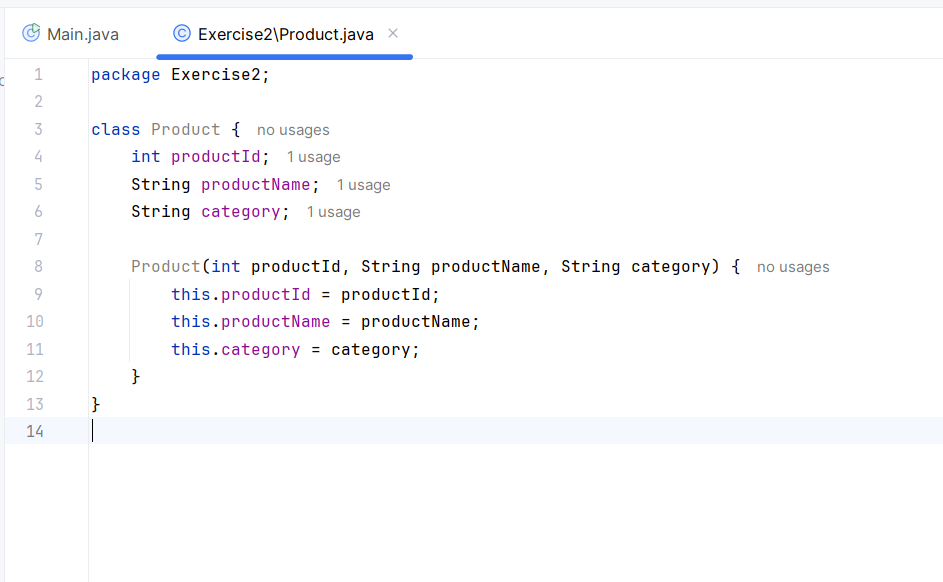 Main.java Exercise2\Product.java
1 package Exercise2;
2
3 class Product { no usages
4 int productId; 1 usage
5 String productName; 1 usage
6 String category; 1 usage
7
8 Product(int productId, String productName, String category) { no usages
9 this.productId = productId;
10 this.productName = productName;
11 this.category = category;
12 }
13 }
14